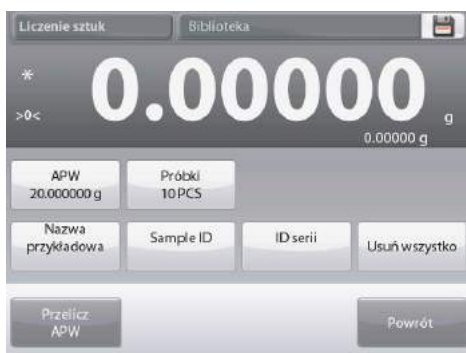 Liczenie sztuk
Biblioteka
*
>0<
0.00000 g
0.00000 g
APW
20.000000 g
Próbki
10 PCS
Nazwa
przykładowa
Sample ID
ID serii
Usuń wszystko
Przelicz
APW
Powrót